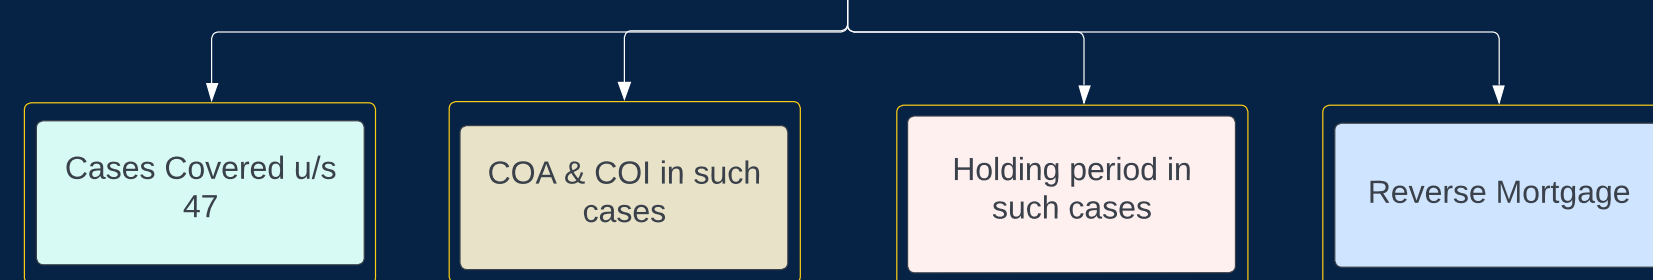 Cases Covered u/s
47
COA & COI in such
cases
Holding period in
such cases
Reverse Mortgage